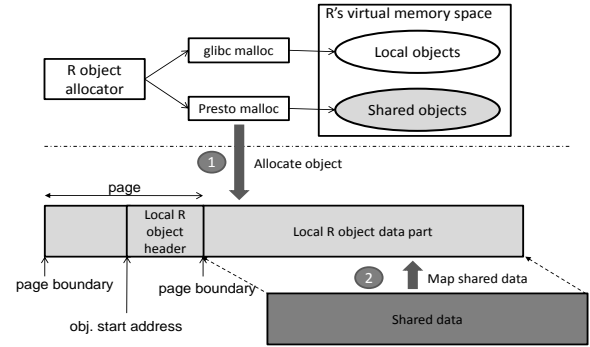 R's virtual memory space
glibc malloc
Local objects
R object
allocator
Presto malloc
Shared objects
1
Allocate object
page
Local R
object
header
Local R object data part
page boundary
page boundary
2
Map shared data
obj. start address
Shared data